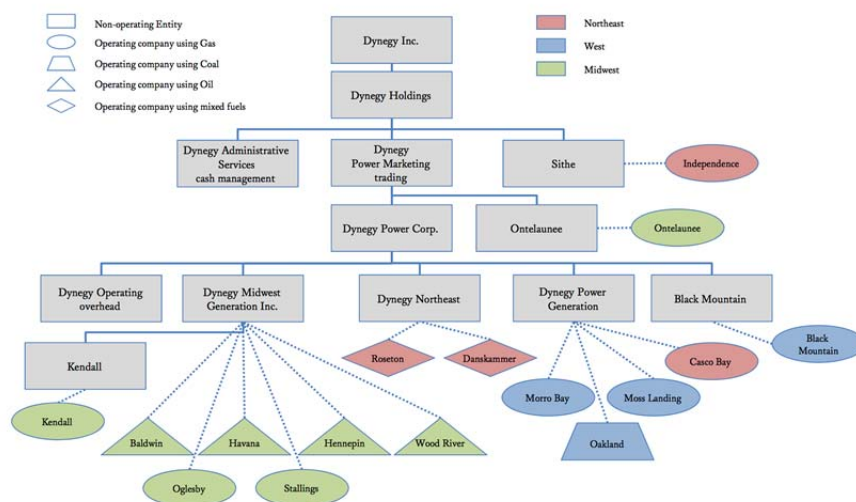 Non-operating Entity
Operating company using Gas
Operating company using Coal
Operating company using Oil
Operating company using mixed fuels
Northeast
West
Midwest
Dynegy Inc.
Dynegy Holdings
Dynegy Administrative
Services
cash management
Dynegy
Power Marketing
trading
Sithe
Independence
Dynegy Power Corp.
Ontelaunee
Ontelaunee
Dynegy Operating
overhead
Dynegy Midwest
Generation Inc.
Dynegy Northeast
Dynegy Power
Generation
Black Mountain
Kendall
Roseton
Danskammer
Casco Bay
Black
Mountain
Kendall
Morro Bay
Moss Landing
Baldwin
Havana
Hennepin
Wood River
Oakland
Oglesby
Stallings